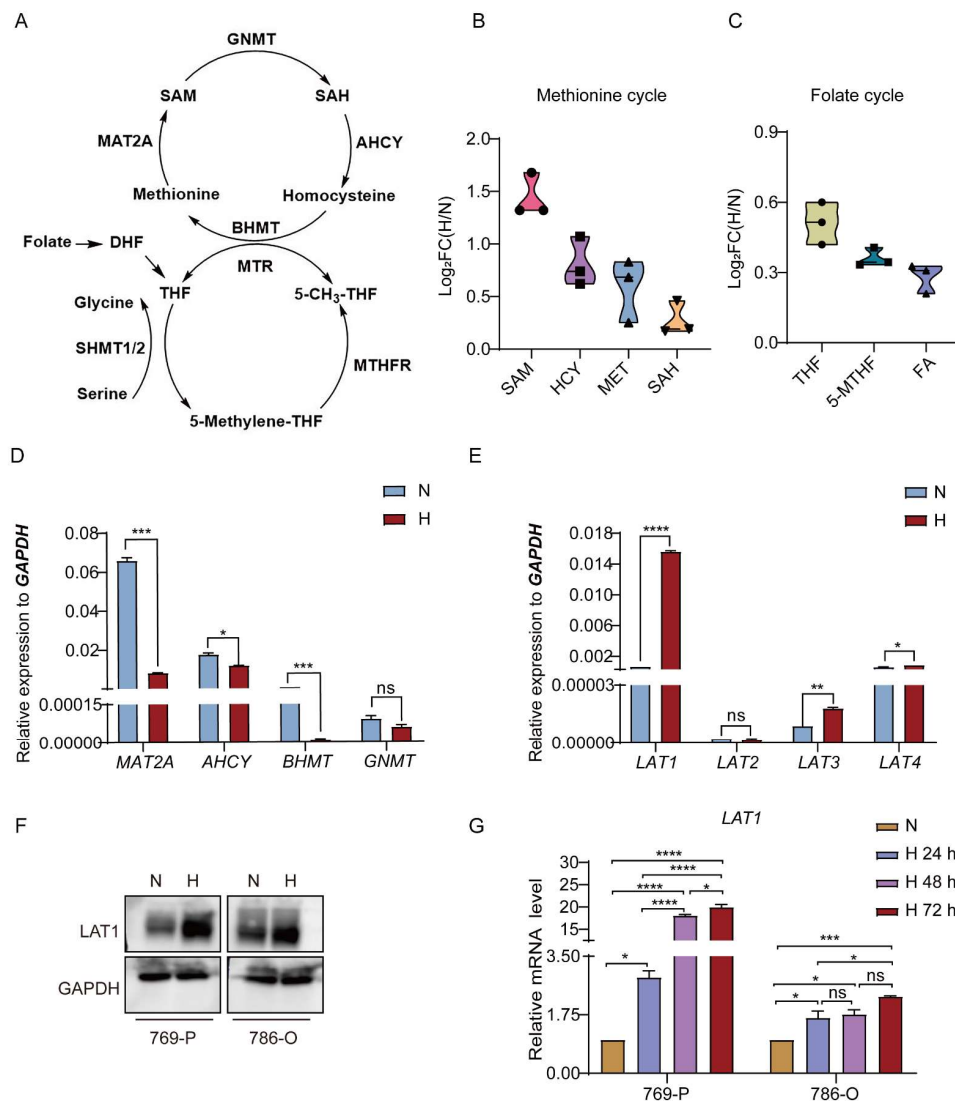 A
GNMT
SAM
SAH
MAT2A
AHCY
Methionine
Homocysteine
BHMT
Folate
DHF
MTR
THF
5-CH₃-THF
Glycine
SHMT1/2
MTHFR
Serine
5-Methylene-THF
B
Methionine cycle
Log₂FC(H/N)
2.0
1.5
1.0
0.5
0.0
SAM
HCY
MET
SAH
C
Folate cycle
Log₂FC(H/N)
0.9
0.6
0.3
0.0
THF
5-MTHF
FA
D
N
H
Relative expression to GAPDH
0.08
0.06
0.04
0.02
0.00015
0.00000
***
*
***
ns
MAT2A
AHCY
BHMT
GNMT
E
N
H
Relative expression to GAPDH
0.018
0.014
0.010
0.006
0.002
0.00003
0.00000
****
ns
**
*
LAT1
LAT2
LAT3
LAT4
F
N H N H
LAT1
GAPDH
769-P
786-O
G
LAT1
N
H 24 h
H 48 h
H 72 h
Relative mRNA level
30
25
20
15
10
3.50
1.75
0.00
****
****
****
*
****
*
***
*
*
ns
*
ns
769-P
786-O